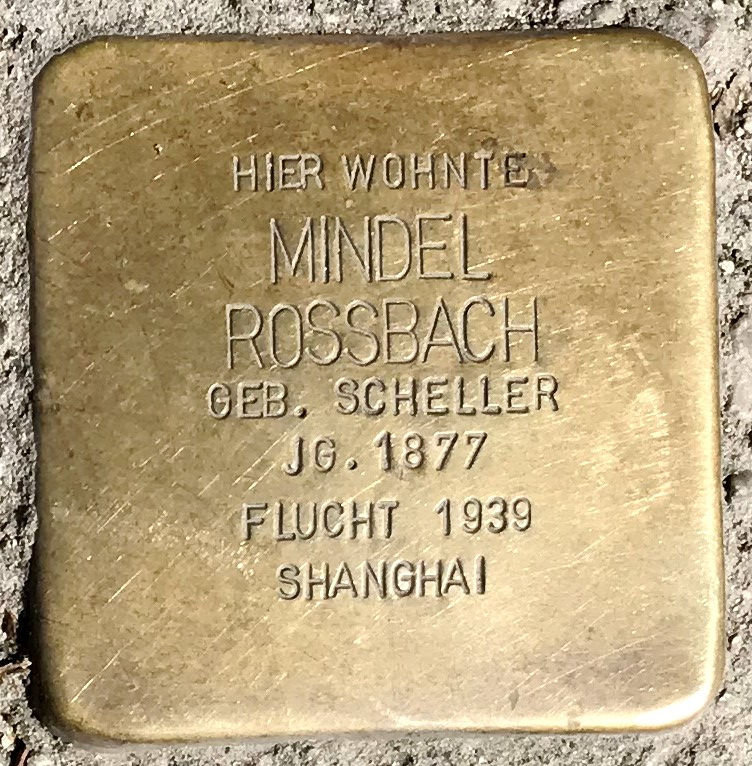 HIER WOHNTE
MINDEL
ROSSBACH
GEB. SCHELLER
JG. 1877
FLUCHT 1939
SHANGHAI